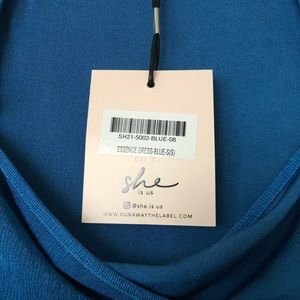 SH21-5002-BLUE-08
ESSENCE DRESS-BLUE-S(S)
she
IS US
@she.is.us
WWW.RUNAWAYTHELABEL.COM